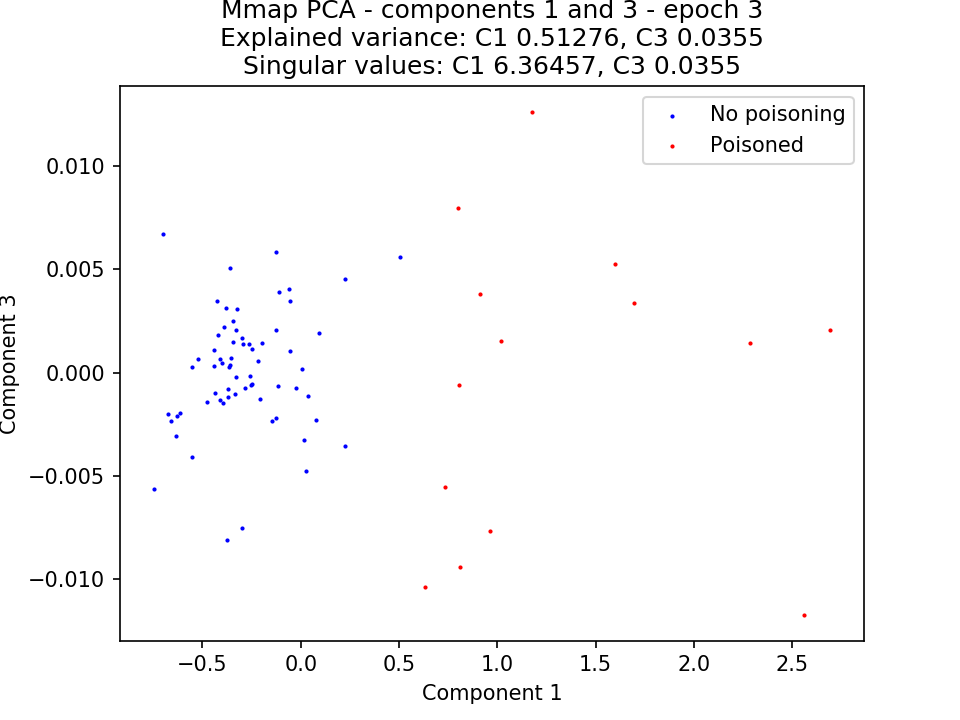 Mmap PCA - components 1 and 3 - epoch 3
Explained variance: C1 0.51276, C3 0.0355
Singular values: C1 6.36457, C3 0.0355
No poisoning
Poisoned
0.010
0.005
0.000
−0.005
−0.010
Component 3
−0.5 0.0 0.5 1.0 1.5 2.0 2.5
Component 1